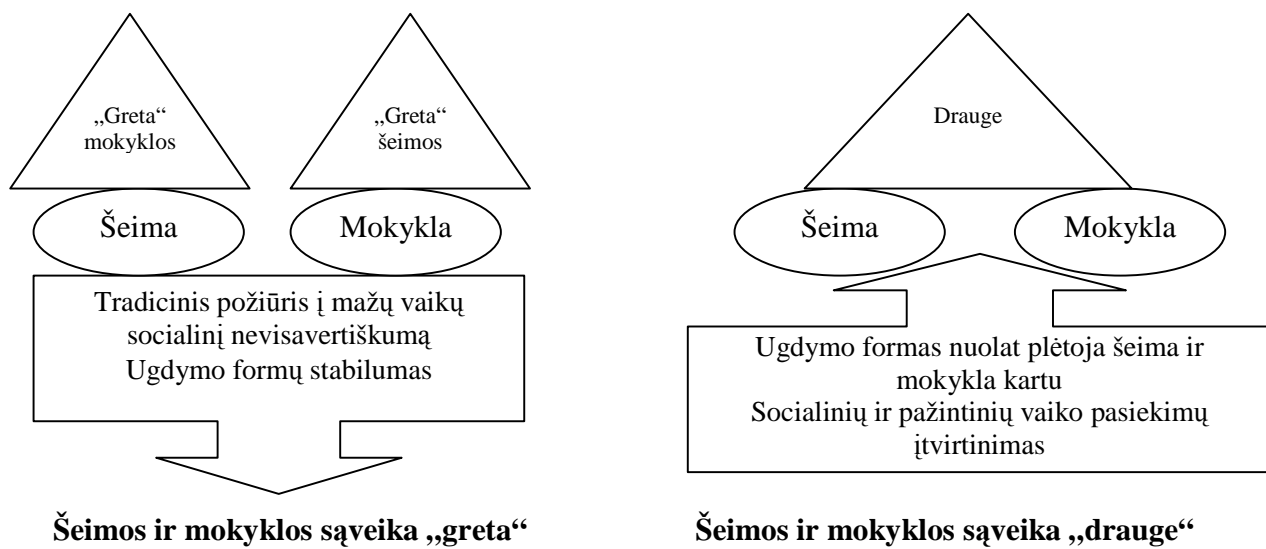 „Greta“
mokyklos
„Greta“
šeimos
Šeima
Mokykla
Tradicinis požiūris į mažų vaikų
socialinį nevisavertiškumą
Ugdymo formų stabilumas
Šeimos ir mokyklos sąveika „greta“
Drauge
Šeima
Mokykla
Ugdymo formas nuolat plėtoja šeima ir
mokykla kartu
Socialinių ir pažintinių vaiko pasiekimų
įtvirtinimas
Šeimos ir mokyklos sąveika „drauge“